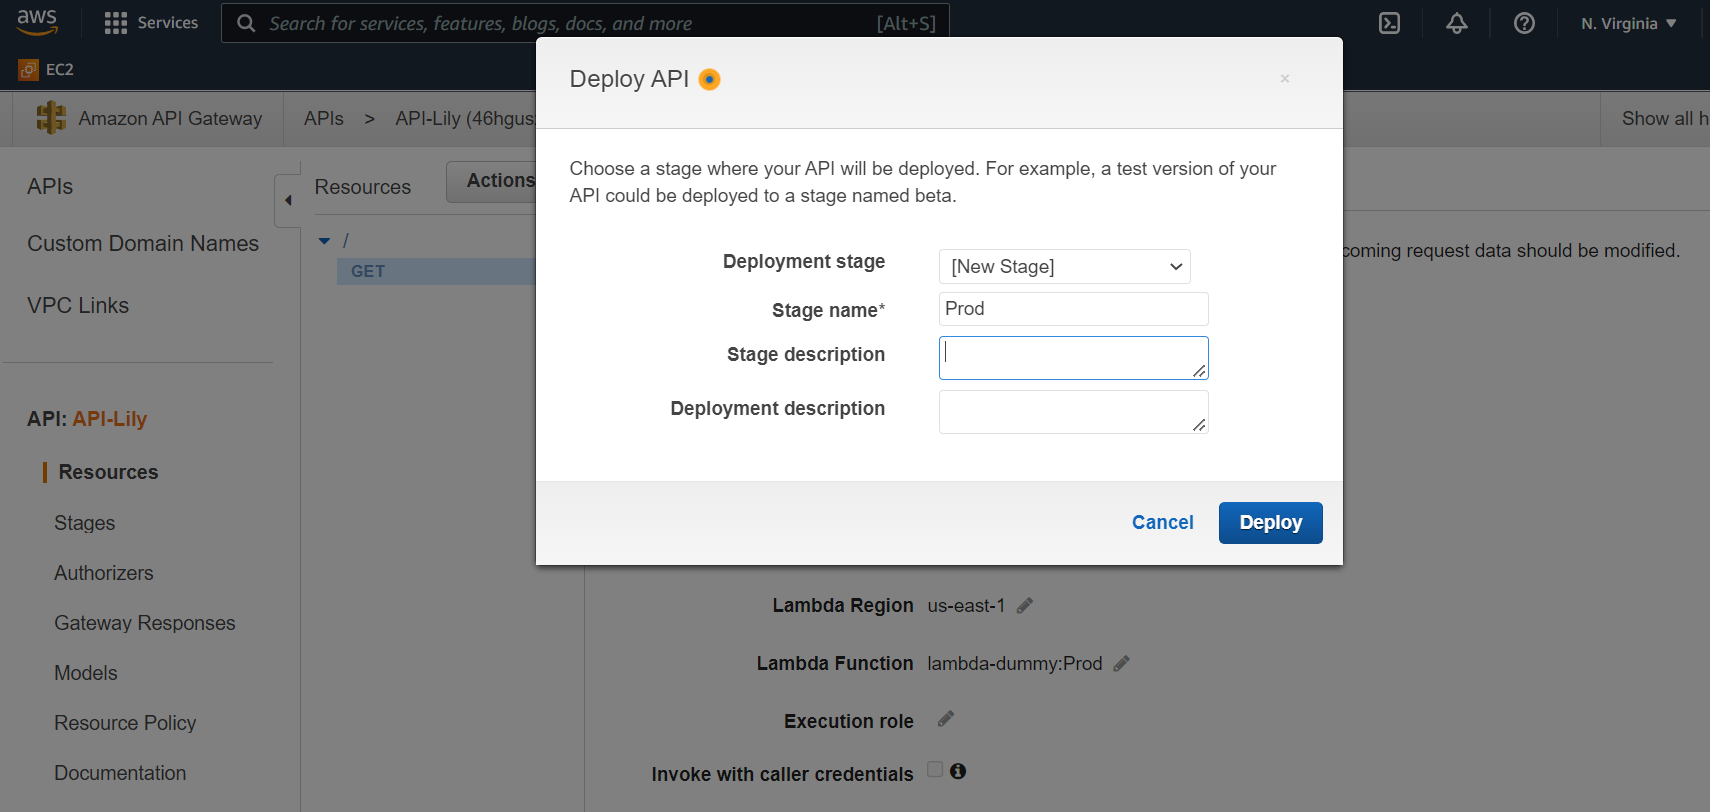 aws
Services
Search for services, features, blogs, docs, and more
[Alt+S]
N. Virginia
EC2
Deploy API
×
Amazon API Gateway
APIs
>
API-Lily (46hgus
Show all h
Choose a stage where your API will be deployed. For example, a test version of your
API could be deployed to a stage named beta.
APIs
Custom Domain Names
VPC Links
Resources
Actions
/
GET
coming request data should be modified.
Deployment stage
[New Stage]
Stage name*
Prod
Stage description
Deployment description
Cancel
Deploy
API: API-Lily
Resources
Stages
Authorizers
Gateway Responses
Models
Resource Policy
Documentation
Lambda Region us-east-1
Lambda Function lambda-dummy:Prod
Execution role
Invoke with caller credentials